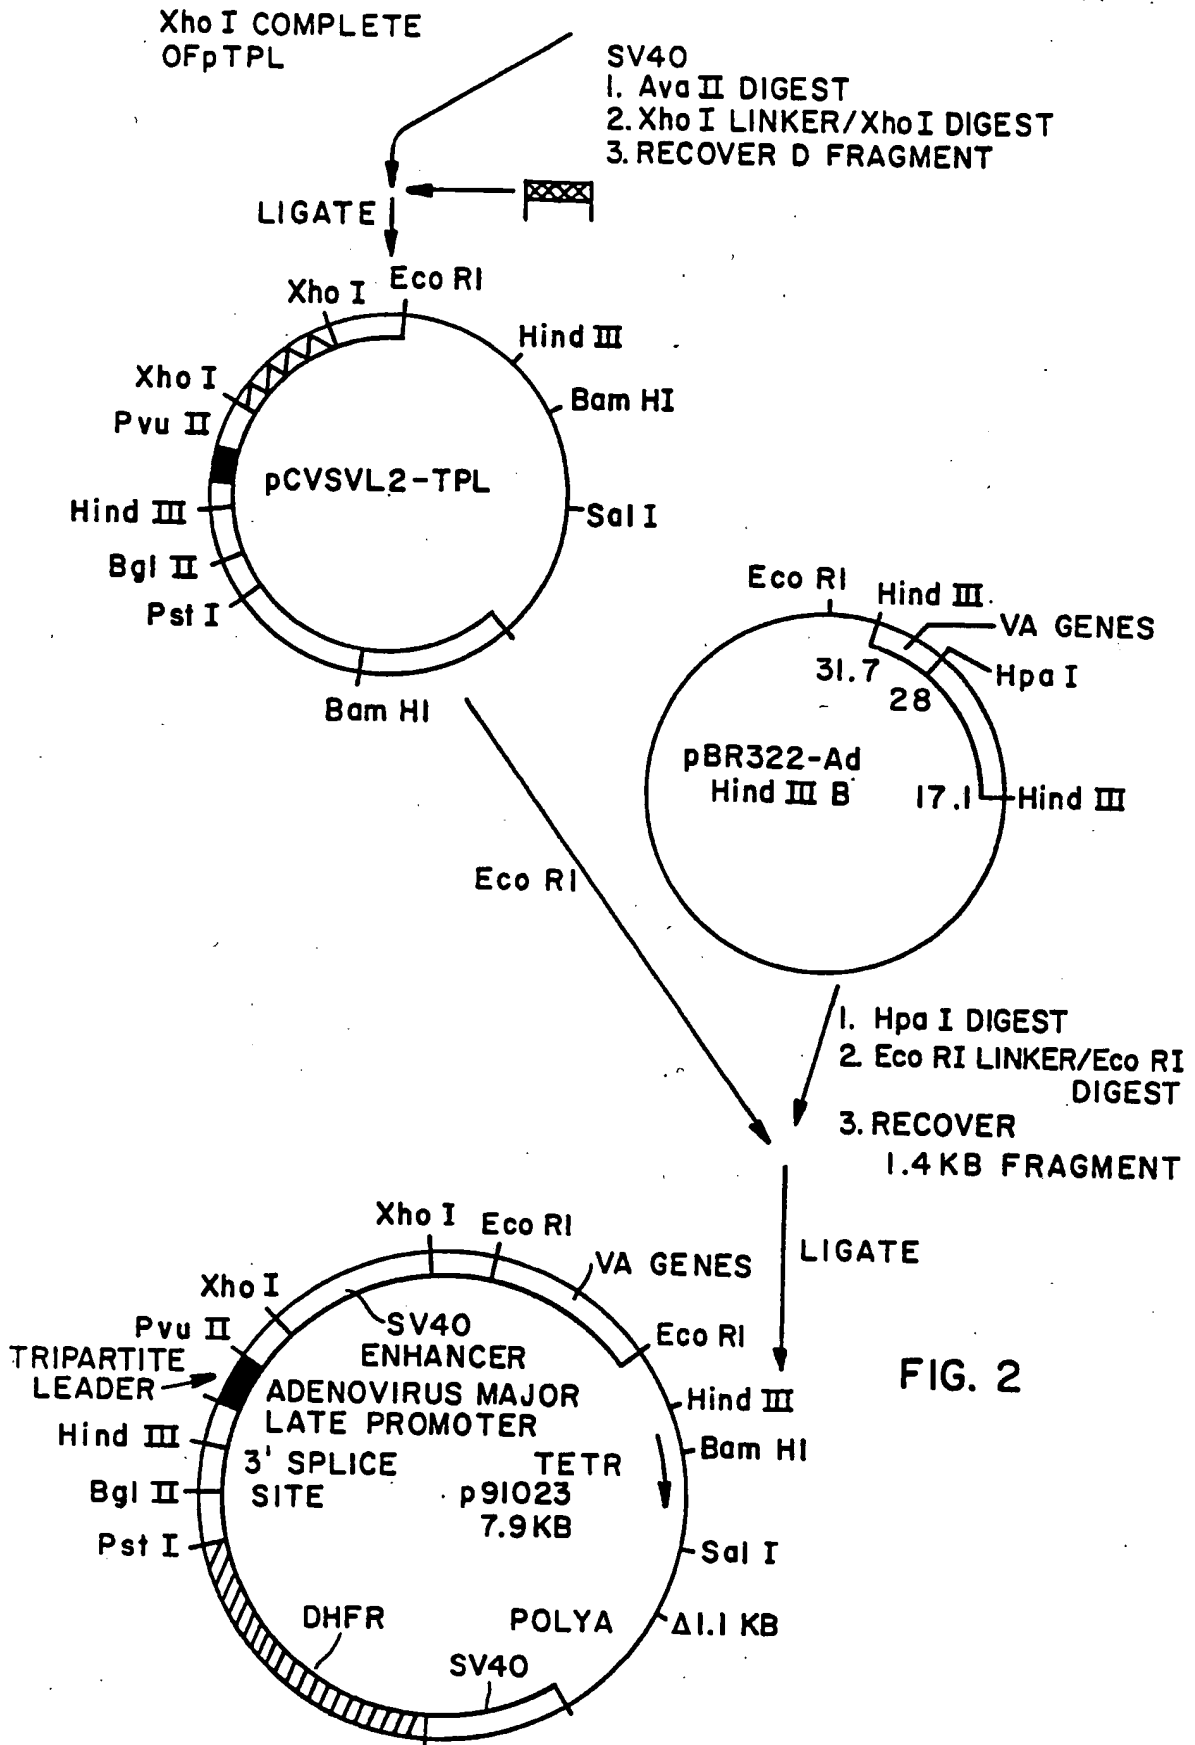 Xho I COMPLETE
OFpTPL
SV40
1. Ava II DIGEST
2. Xho I LINKER/Xho I DIGEST
3. RECOVER D FRAGMENT
LIGATE
Eco RI
Xho I
Hind III
Xho I
Bam HI
Pvu II
pCVSVL2-TPL
Hind III
Sal I
Bgl II
Pst I
Bam HI
Eco RI
Hind III
VA GENES
Hpa I
31.7
28
pBR322-Ad
Hind III B
17.1
Hind III
Eco RI
1. Hpa I DIGEST
2. Eco RI LINKER/Eco RI
DIGEST
3. RECOVER
1.4 KB FRAGMENT
LIGATE
Xho I
Eco RI
VA GENES
Xho I
Pvu II
SV40
ENHANCER
Eco RI
TRIPARTITE
LEADER
ADENOVIRUS MAJOR
LATE PROMOTER
Hind III
Hind III
Bam HI
3' SPLICE
SITE
TETR
Bgl II
p91023
7.9KB
Pst I
Sal I
DHFR
POLYA
Δ1.1 KB
SV40
FIG. 2